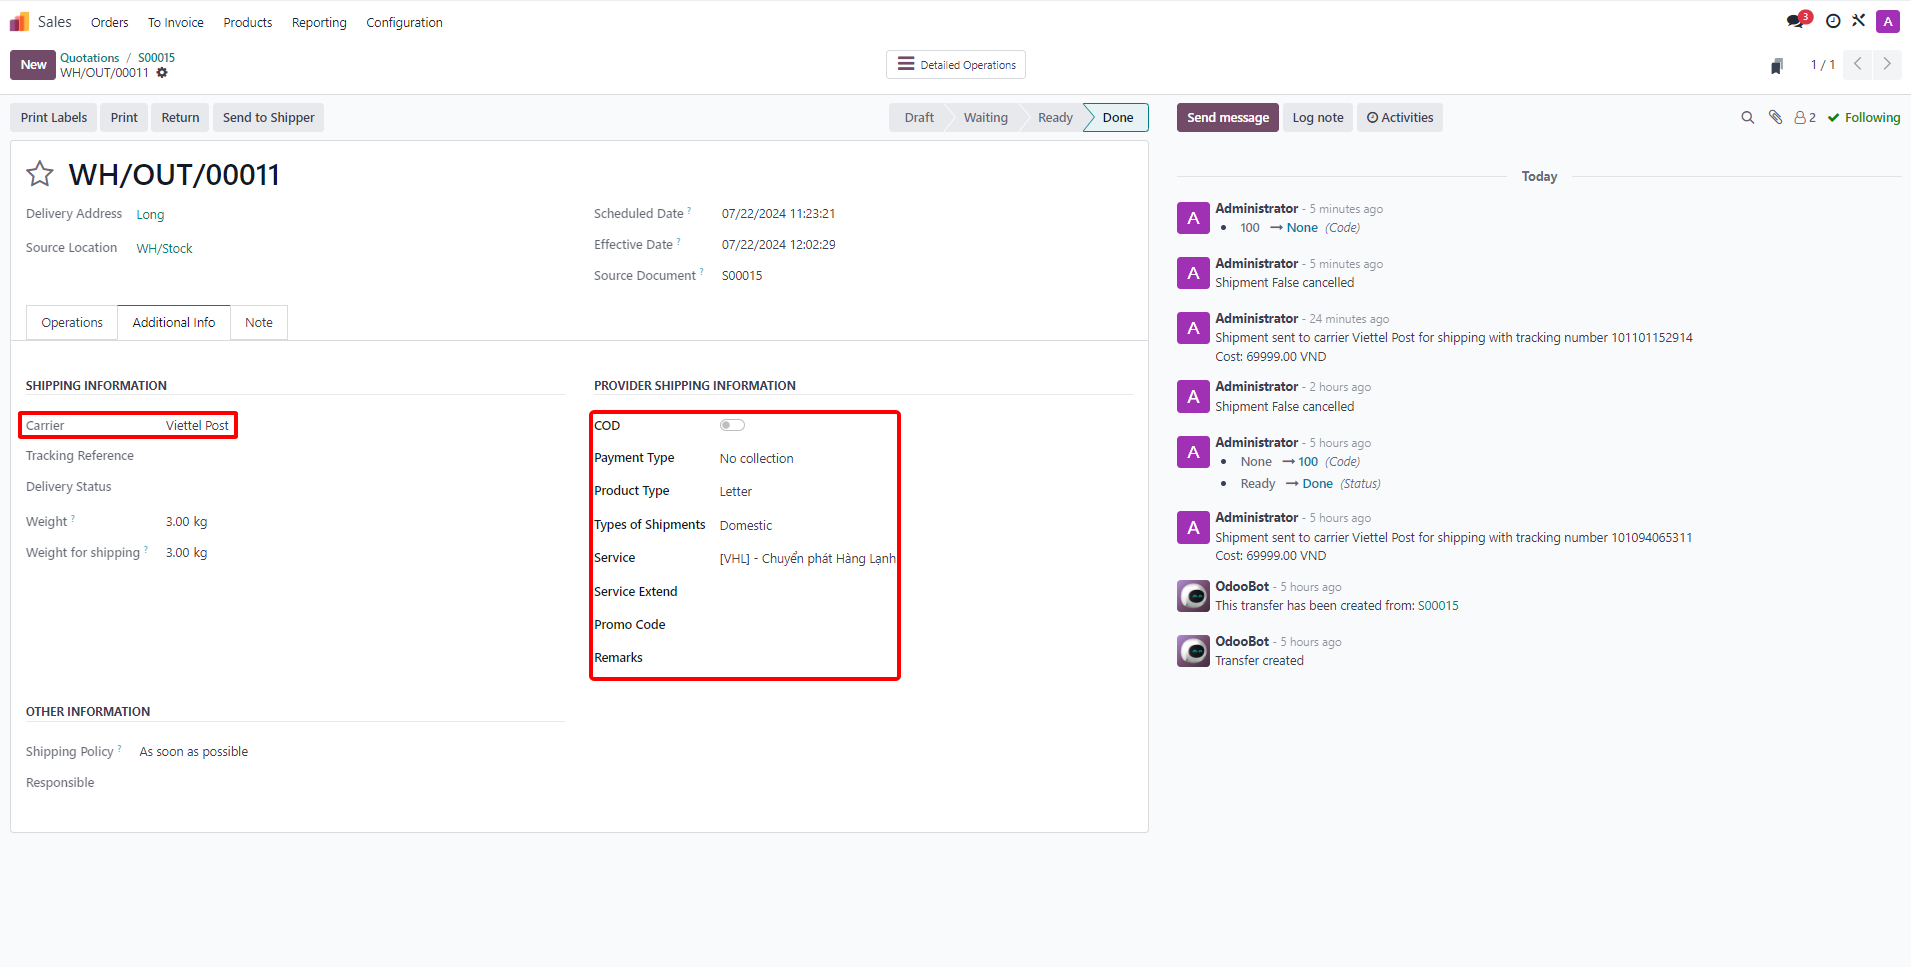 Sales Orders To Invoice Products Reporting Configuration 3 A
New Quotations / S00015
WH/OUT/00011
Detailed Operations
1 / 1
Print Labels Print Return Send to Shipper Draft Waiting Ready Done
Send message Log note Activities 2 Following
WH/OUT/00011
Delivery Address Long
Source Location WH/Stock
Scheduled Date ? 07/22/2024 11:23:21
Effective Date ? 07/22/2024 12:02:29
Source Document ? S00015
Operations Additional Info Note
SHIPPING INFORMATION
Carrier Viettel Post
Tracking Reference
Delivery Status
Weight ? 3.00 kg
Weight for shipping ? 3.00 kg
PROVIDER SHIPPING INFORMATION
COD
Payment Type No collection
Product Type Letter
Types of Shipments Domestic
Service [VHL] - Chuyển phát Hàng Lạnh
Service Extend
Promo Code
Remarks
OTHER INFORMATION
Shipping Policy ? As soon as possible
Responsible
Today
A Administrator - 5 minutes ago
• 100 → None (Code)
A Administrator - 5 minutes ago
Shipment False cancelled
A Administrator - 24 minutes ago
Shipment sent to carrier Viettel Post for shipping with tracking number 101101152914
Cost: 69999.00 VND
A Administrator - 2 hours ago
Shipment False cancelled
A Administrator - 5 hours ago
• None → 100 (Code)
• Ready → Done (Status)
A Administrator - 5 hours ago
Shipment sent to carrier Viettel Post for shipping with tracking number 101094065311
Cost: 69999.00 VND
OdooBot - 5 hours ago
This transfer has been created from: S00015
OdooBot - 5 hours ago
Transfer created